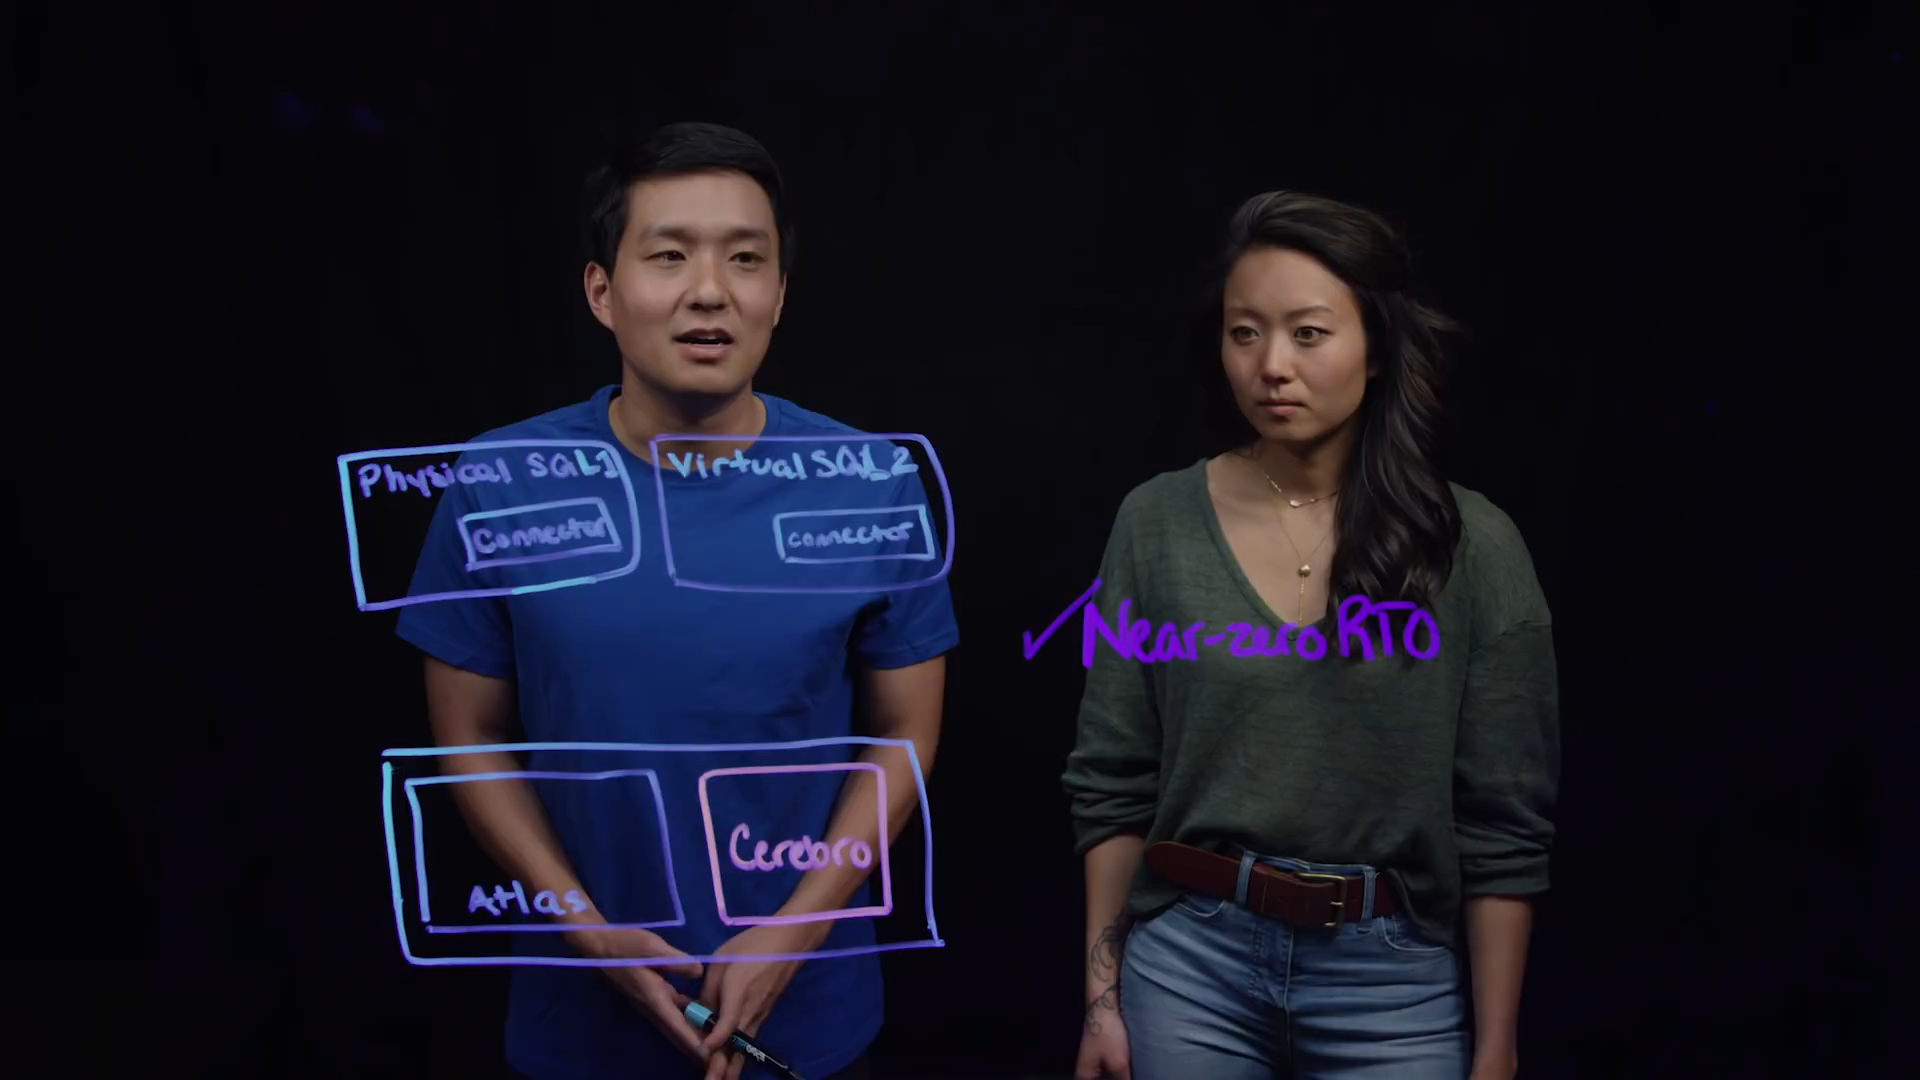 Physical SQL1
Connector
Virtual SQL2
connector
✓Near-zero RTO
Atlas
Cerebro